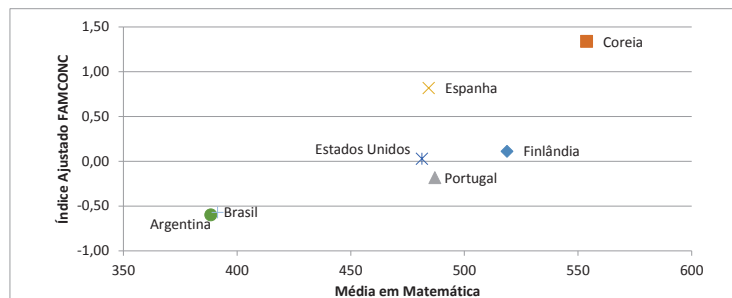 Índice Ajustado FAMCONC
1,50
1,00
0,50
0,00
-0,50
-1,00
Coreia
Espanha
Estados Unidos
Finlândia
Portugal
Brasil
Argentina
350 400 450 500 550 600
Média em Matemática